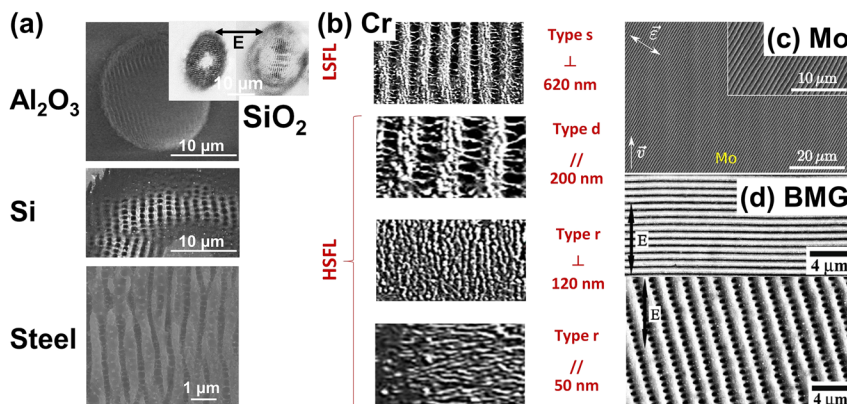 (a)
E
10 µm
Al₂O₃
10 µm
SiO₂
Si
10 µm
Steel
1 µm
(b) Cr
LSFL
Type s
⊥
620 nm
HSFL
Type d
//
200 nm
Type r
⊥
120 nm
Type r
//
50 nm
(c) Mo
ε⃗
10 µm
v⃗
Mo
20 µm
(d) BMG
E
4 µm
E
4 µm